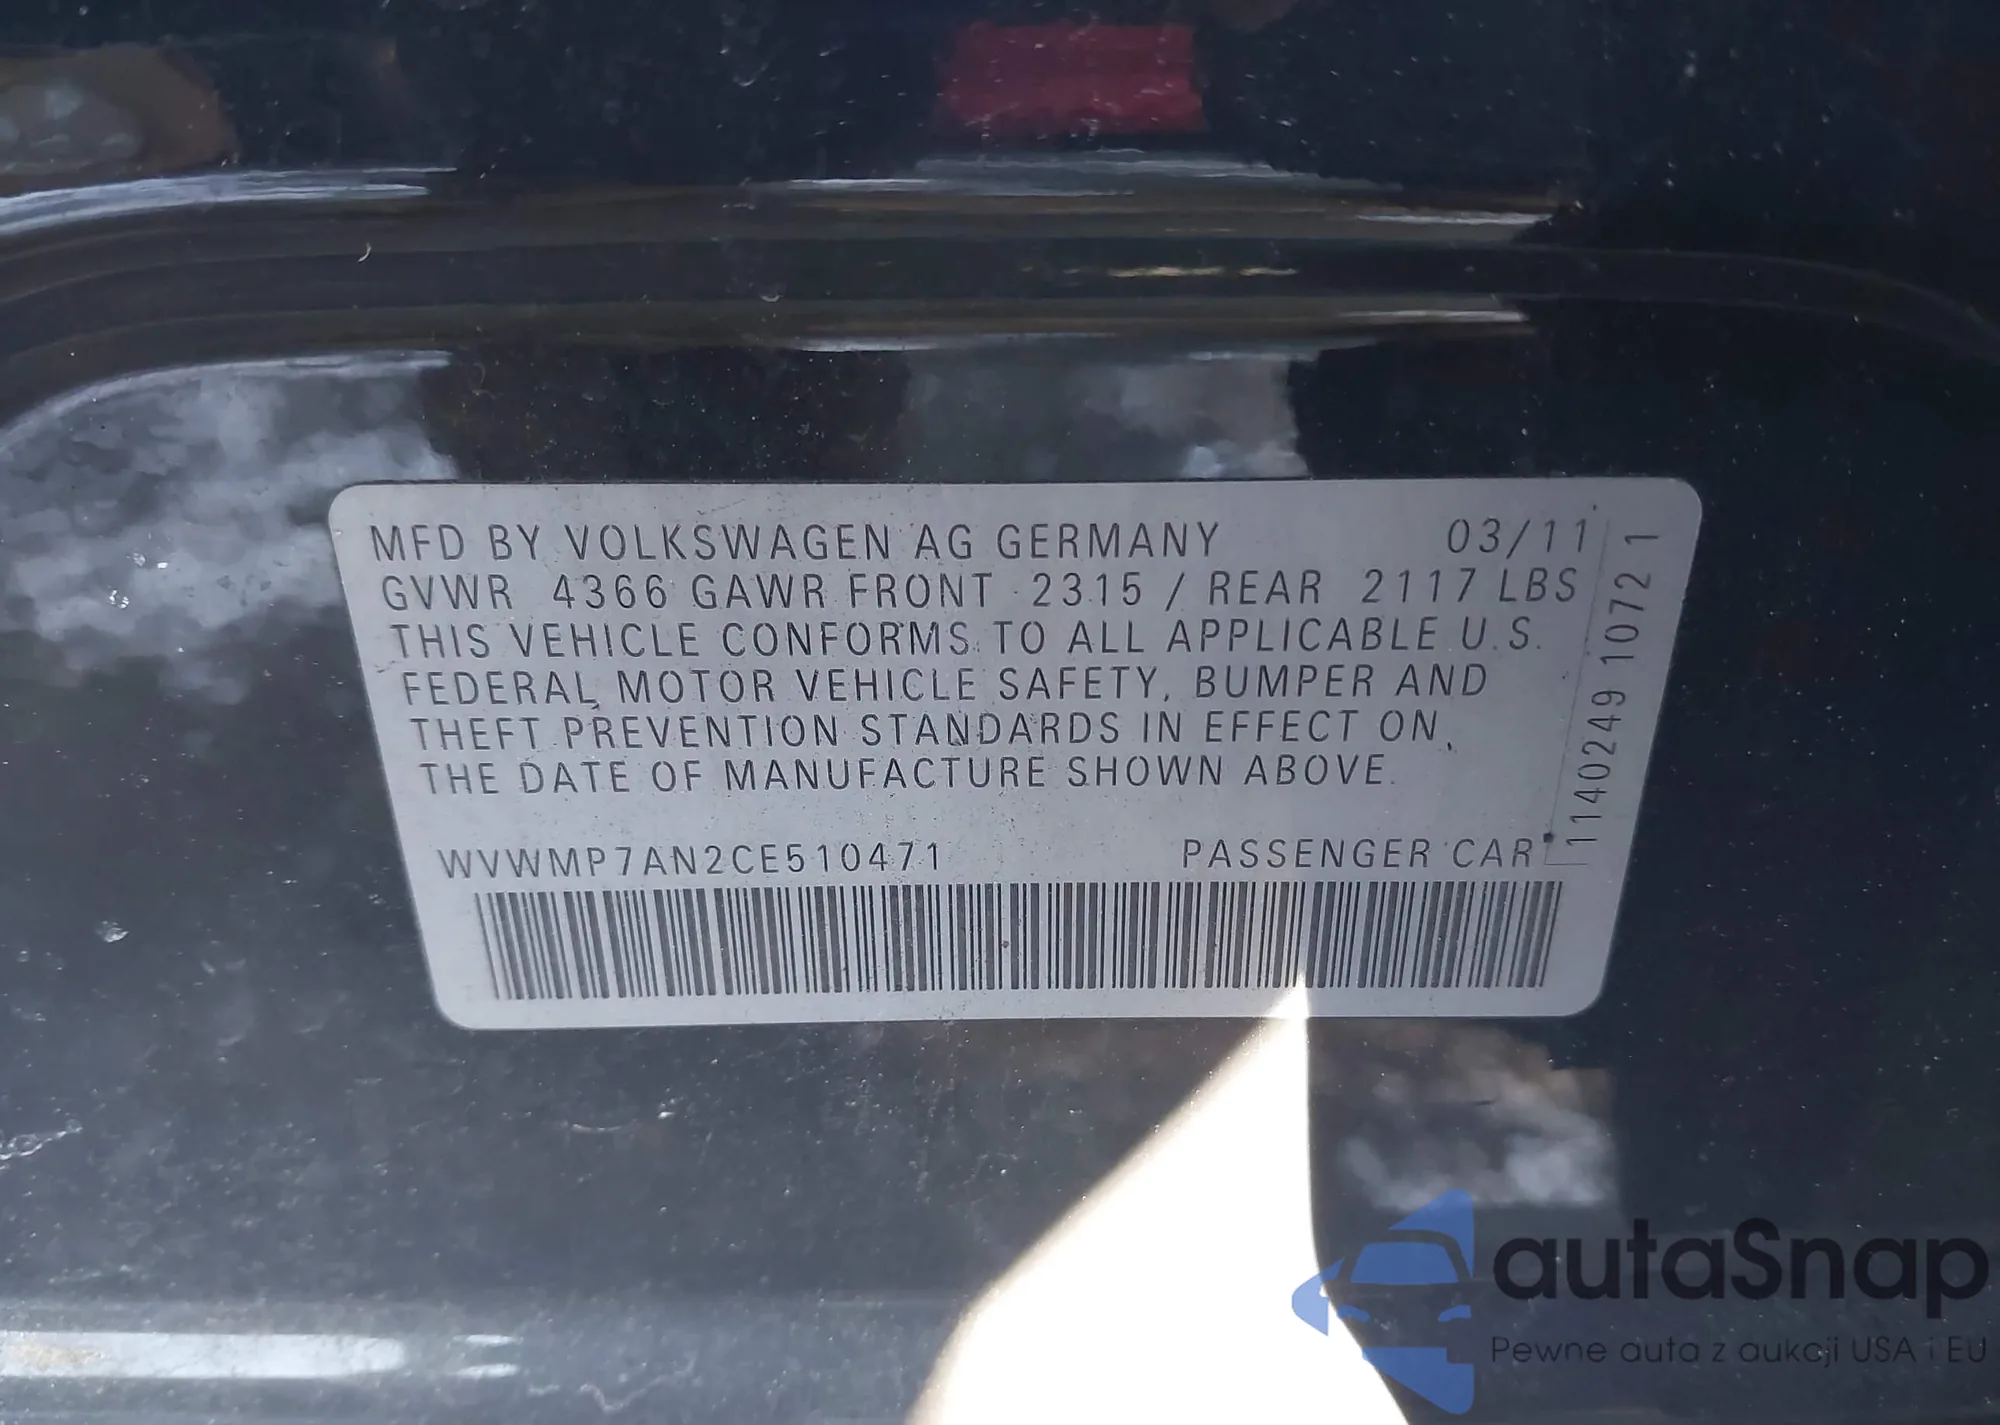 MFD BY VOLKSWAGEN AG GERMANY 03/11
GVWR 4366 GAWR FRONT 2315 / REAR 2117 LBS
THIS VEHICLE CONFORMS TO ALL APPLICABLE U.S.
FEDERAL MOTOR VEHICLE SAFETY, BUMPER AND
THEFT PREVENTION STANDARDS IN EFFECT ON
THE DATE OF MANUFACTURE SHOWN ABOVE.
WVWMP7AN2CE510471 PASSENGER CAR
11402491072 1
autaSnap
Pewne auta z aukcji USA i EU